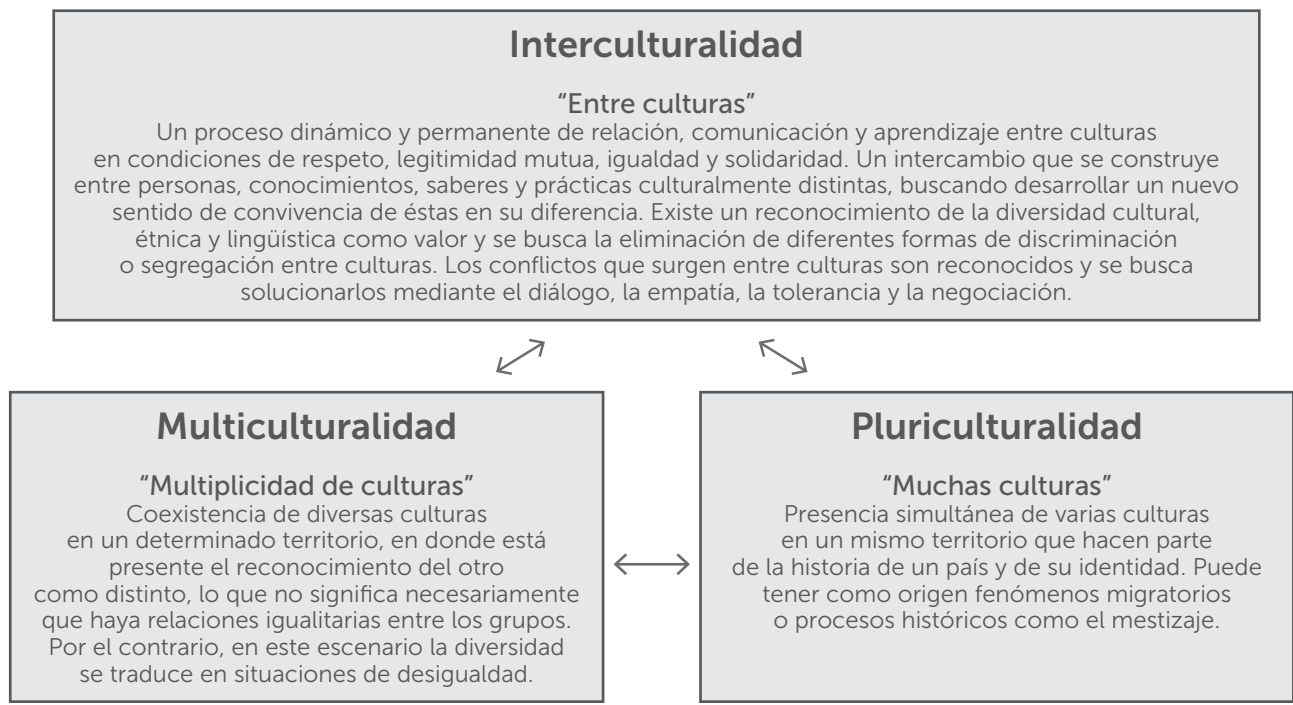 Interculturalidad
“Entre culturas”
Un proceso dinámico y permanente de relación, comunicación y aprendizaje entre culturas
en condiciones de respeto, legitimidad mutua, igualdad y solidaridad. Un intercambio que se construye
entre personas, conocimientos, saberes y prácticas culturalmente distintas, buscando desarrollar un nuevo
sentido de convivencia de éstas en su diferencia. Existe un reconocimiento de la diversidad cultural,
étnica y lingüística como valor y se busca la eliminación de diferentes formas de discriminación
o segregación entre culturas. Los conflictos que surgen entre culturas son reconocidos y se busca
solucionarlos mediante el diálogo, la empatía, la tolerancia y la negociación.
Multiculturalidad
“Multiplicidad de culturas”
Coexistencia de diversas culturas
en un determinado territorio, en donde está
presente el reconocimiento del otro
como distinto, lo que no significa necesariamente
que haya relaciones igualitarias entre los grupos.
Por el contrario, en este escenario la diversidad
se traduce en situaciones de desigualdad.
Pluriculturalidad
“Muchas culturas”
Presencia simultánea de varias culturas
en un mismo territorio que hacen parte
de la historia de un país y de su identidad. Puede
tener como origen fenómenos migratorios
o procesos históricos como el mestizaje.